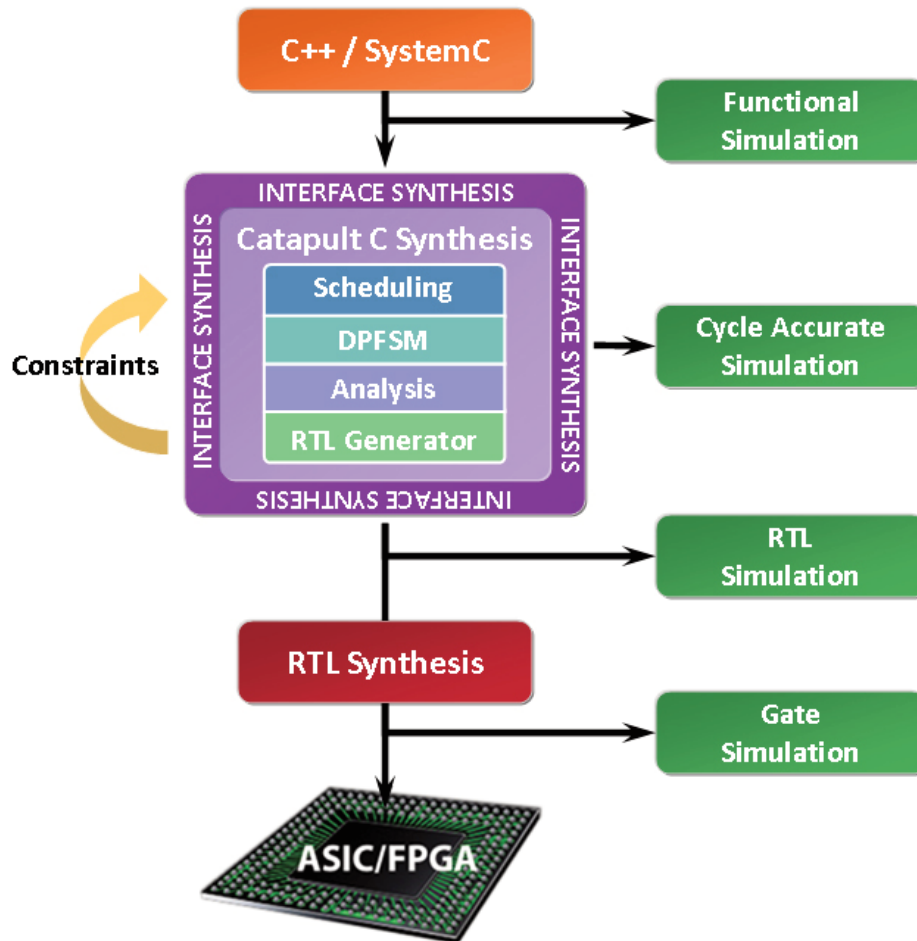 C++ / SystemC
Functional
Simulation
INTERFACE SYNTHESIS
INTERFACE SYNTHESIS
Catapult C Synthesis
INTERFACE SYNTHESIS
Scheduling
DPFSM
Analysis
RTL Generator
Constraints
Cycle Accurate
Simulation
INTERFACE SYNTHESIS
RTL
Simulation
RTL Synthesis
Gate
Simulation
ASIC/FPGA